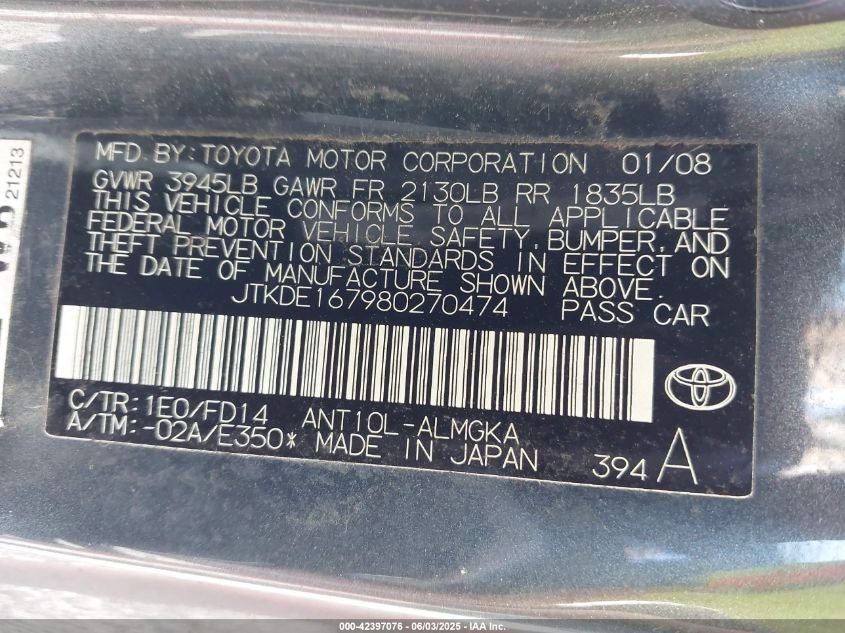 MFD BY: TOYOTA MOTOR CORPORATION 01/08
GVWR 3945LB GAWR FR 2130LB RR 1835LB
THIS VEHICLE CONFORMS TO ALL APPLICABLE
FEDERAL MOTOR VEHICLE SAFETY, BUMPER, AND
THEFT PREVENTION STANDARDS IN EFFECT ON
THE DATE OF MANUFACTURE SHOWN ABOVE.
JTKDE167980270474 PASS CAR
C/TR: 1E0/FD14 ANT10L-ALMGKA
A/TM: -02A/E350* MADE IN JAPAN
394 A
21213
000-42397076 - 06/03/2025 - IAA Inc.